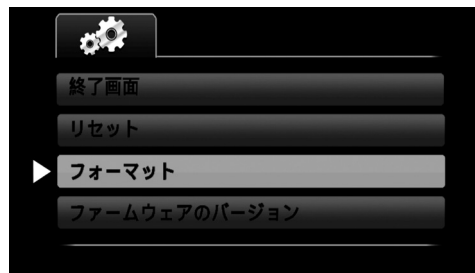 終了画面
リセット
フォーマット
ファームウェアのバージョン